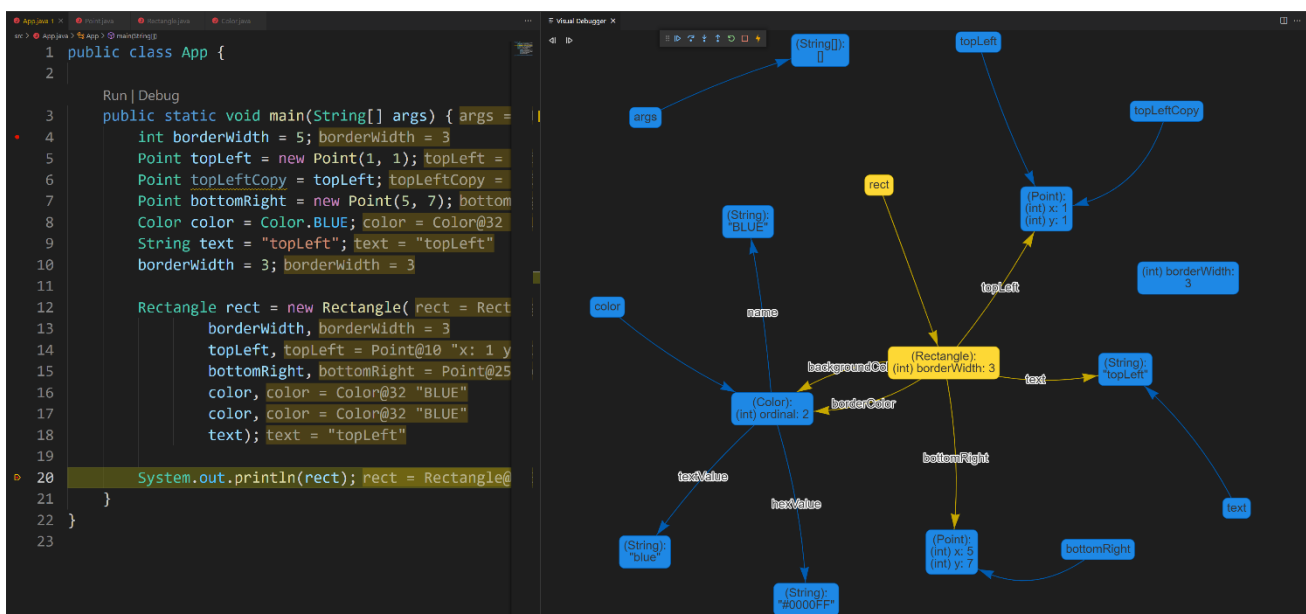 App.java 1 ×
Point.java
Rectangle.java
Color.java
...
src > App.java > App > main(String[])
1 public class App {
2
Run | Debug
3 public static void main(String[] args) { args =
4 int borderWidth = 5; borderWidth = 3
5 Point topLeft = new Point(1, 1); topLeft =
6 Point topLeftCopy = topLeft; topLeftCopy =
7 Point bottomRight = new Point(5, 7); bottom
8 Color color = Color.BLUE; color = Color@32
9 String text = "topLeft"; text = "topLeft"
10 borderWidth = 3; borderWidth = 3
11
12 Rectangle rect = new Rectangle( rect = Rect
13 borderWidth, borderWidth = 3
14 topLeft, topLeft = Point@10 "x: 1 y
15 bottomRight, bottomRight = Point@25
16 color, color = Color@32 "BLUE"
17 color, color = Color@32 "BLUE"
18 text); text = "topLeft"
19
20 System.out.println(rect); rect = Rectangle@
21 }
22 }
23
Visual Debugger ×
...
(String[]):
[]
topLeft
args
topLeftCopy
rect
(Point):
(int) x: 1
(int) y: 1
(String):
"BLUE"
(int) borderWidth:
3
topLeft
color
name
(Rectangle):
(int) borderWidth: 3
backgroundCol
(String):
"topLeft"
text
borderColor
(Color):
(int) ordinal: 2
bottomRight
textValue
hexValue
text
(String):
"blue"
(Point):
(int) x: 5
(int) y: 7
bottomRight
(String):
"#0000FF"